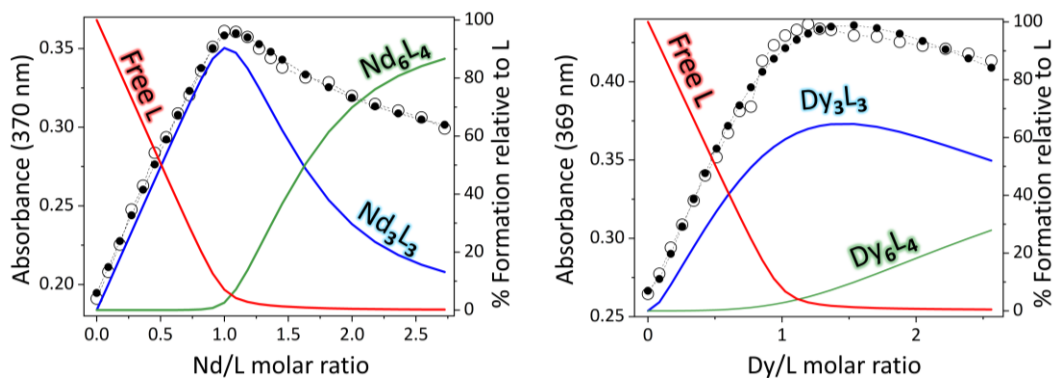 Absorbance (370 nm)
0.35
0.30
0.25
0.20
Free L
Nd₆L₄
Nd₃L₃
100
80
60
40
20
0
% Formation relative to L
0.0 0.5 1.0 1.5 2.0 2.5
Nd/L molar ratio
Absorbance (369 nm)
0.40
0.35
0.30
0.25
Free L
Dy₃L₃
Dy₆L₄
100
80
60
40
20
0
% Formation relative to L
0 1 2
Dy/L molar ratio